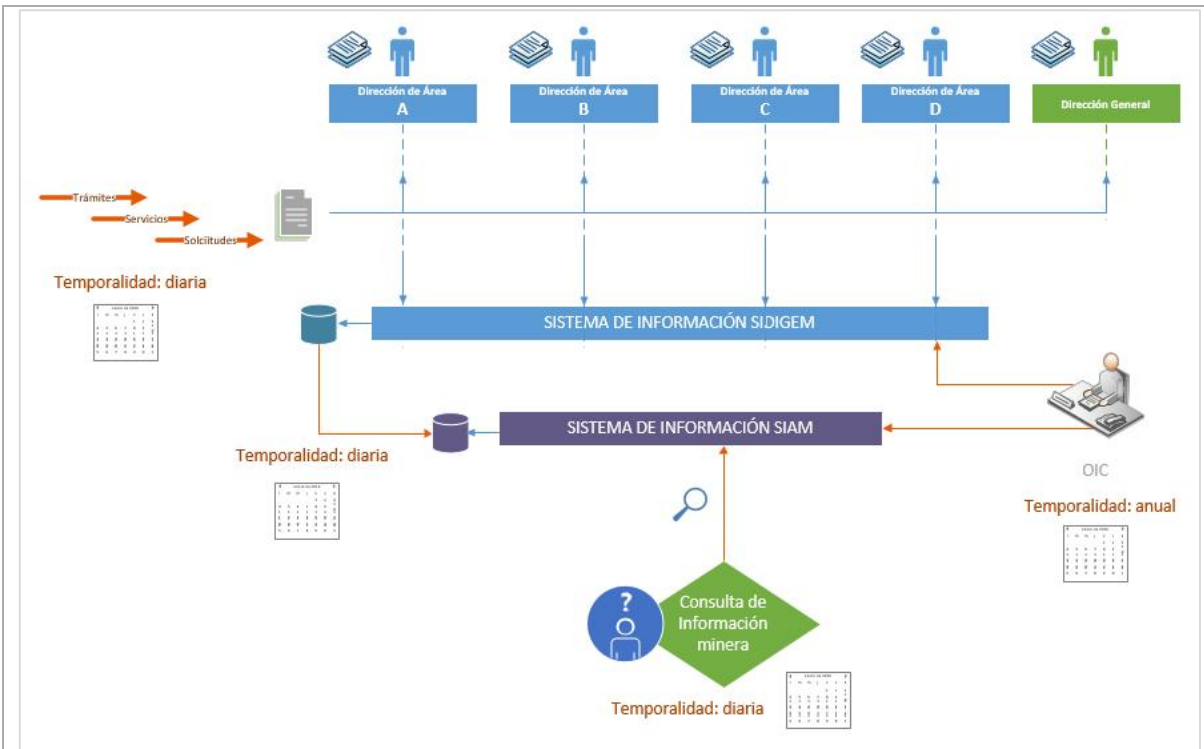 Dirección de Área
A
Dirección de Área
B
Dirección de Área
C
Dirección de Área
D
Dirección General
Trámites
Servicios
Solciitudes
Temporalidad: diaria
SISTEMA DE INFORMACIÓN SIDIGEM
SISTEMA DE INFORMACIÓN SIAM
Temporalidad: diaria
OIC
Temporalidad: anual
?
Consulta de
Información
minera
Temporalidad: diaria